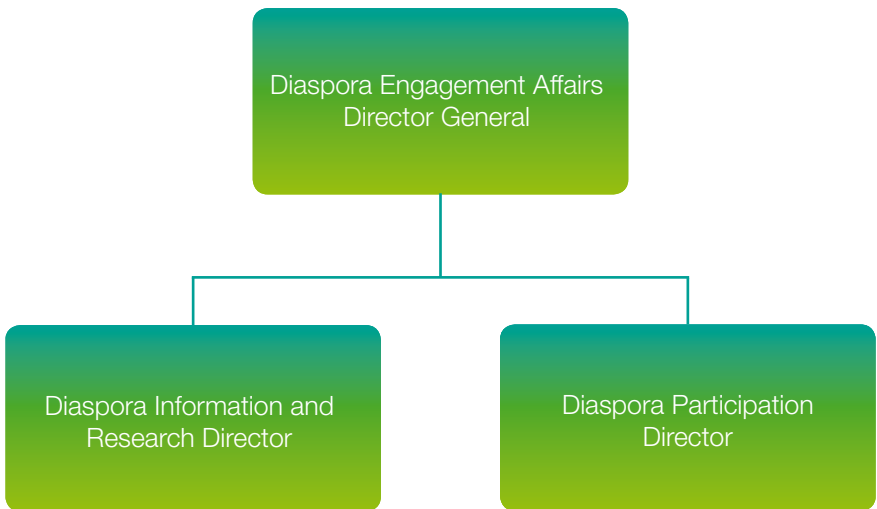 Diaspora Engagement Affairs
Director General
Diaspora Information and
Research Director
Diaspora Participation
Director